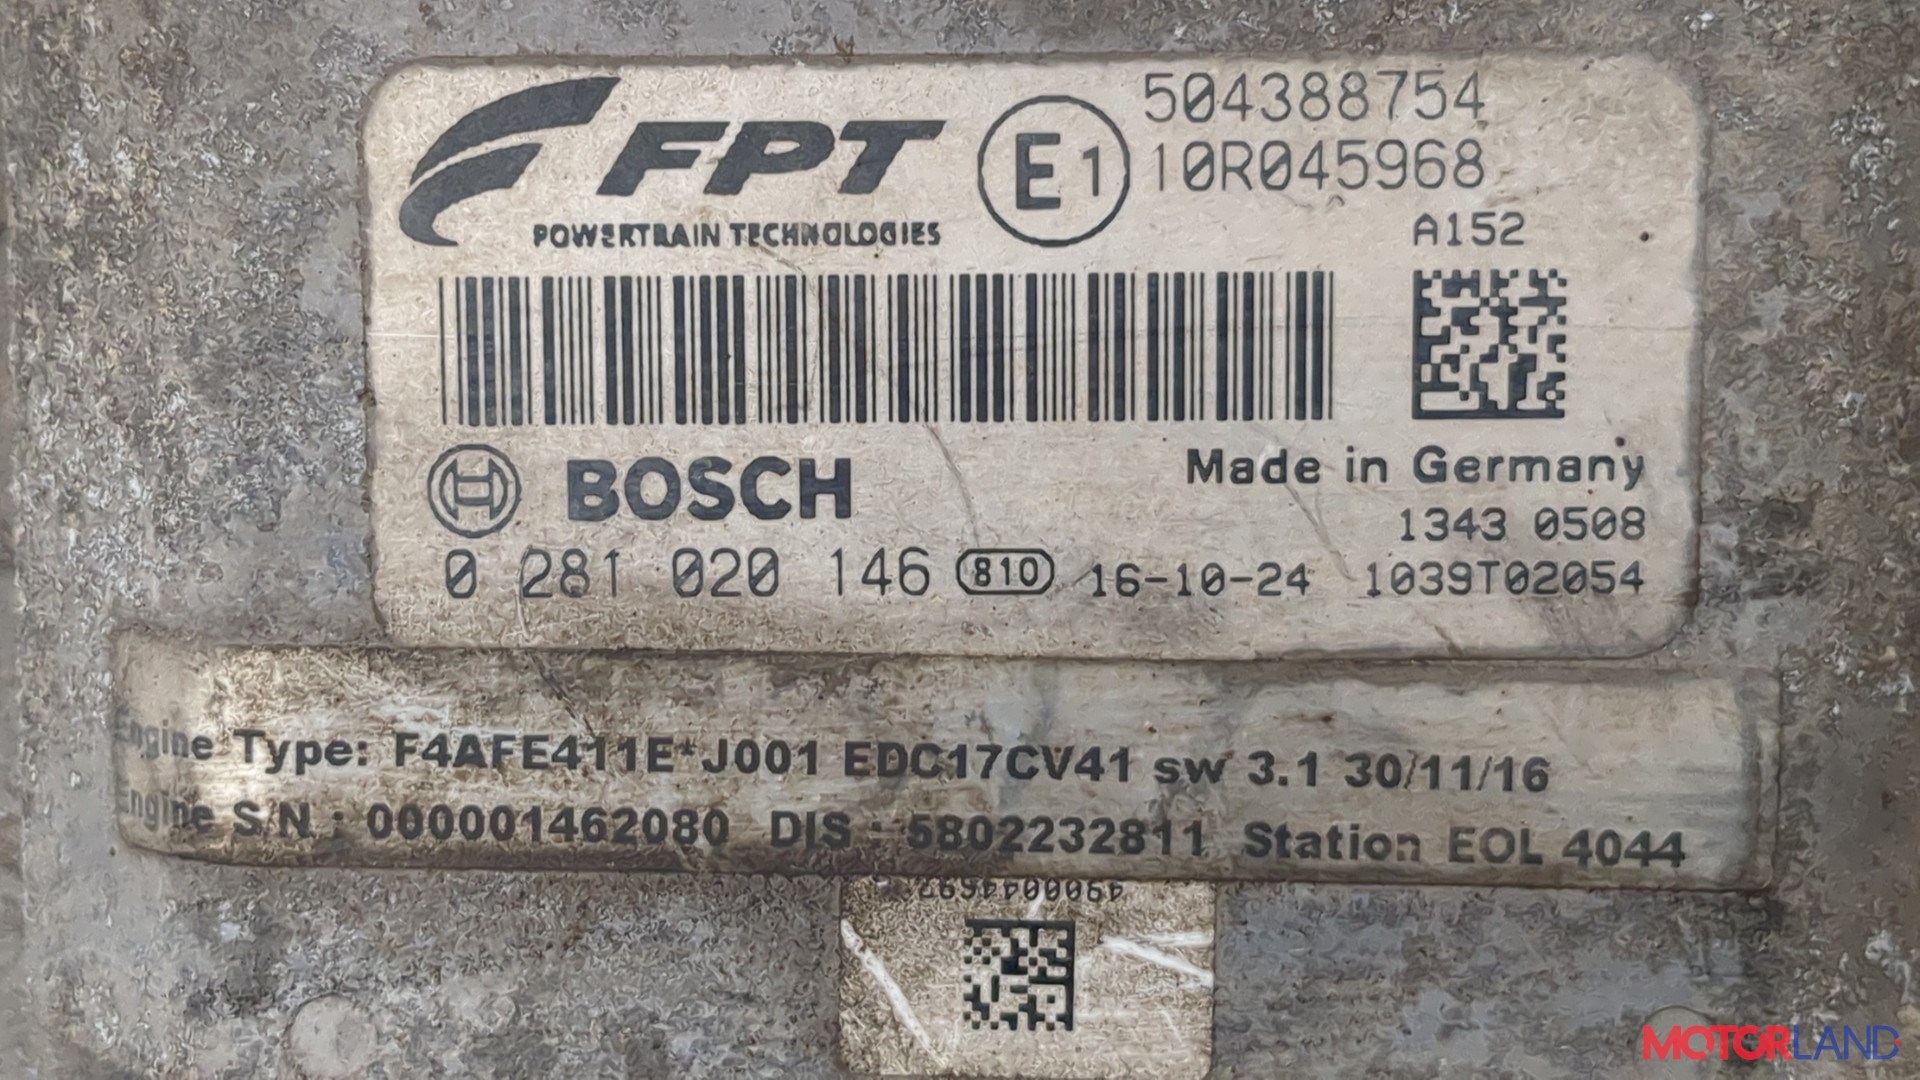 FPT
POWERTRAIN TECHNOLOGIES
E1
504388754
10R045968
A152
BOSCH
Made in Germany
1343 0508
0 281 020 146 810 16-10-24 1039T02054
Engine Type: F4AFE411E*J001 EDC17CV41 sw 3.1 30/11/16
Engine S/N : 000001462080 DIS : 5802232811 Station EOL 4044
MOTORLAND